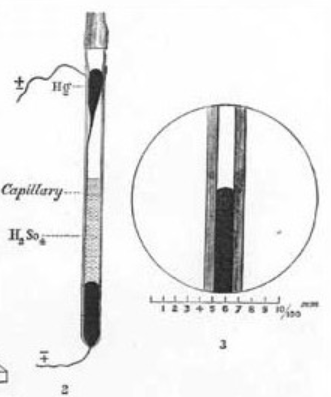 ±
Hg
Capillary
H₂So₄
∓
2
1 2 3 4 5 6 7 8 9 10/100 mm
3